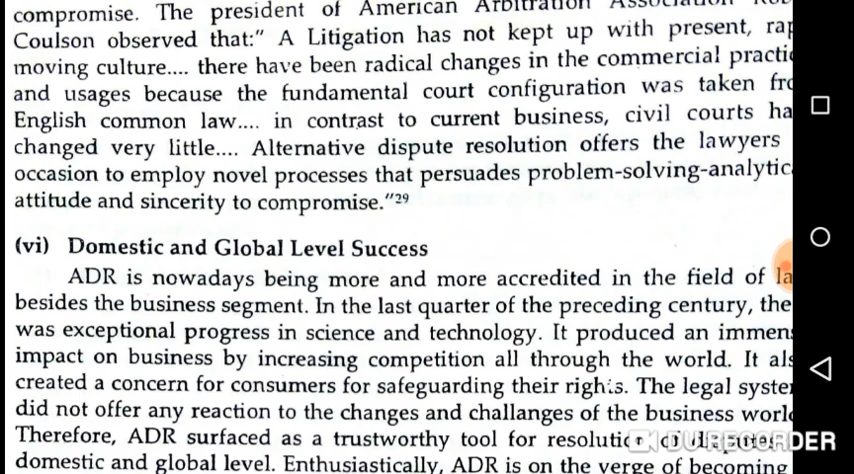 compromise. The president of American Arbitration Association
Coulson observed that:" A Litigation has not kept up with present,
moving culture.... there have been radical changes in the commercial
and usages because the fundamental court configuration was taken
English common law.... in contrast to current business, civil courts
changed very little.... Alternative dispute resolution offers the lawyers
occasion to employ novel processes that persuades problem-solving-analytic
attitude and sincerity to compromise."29
(vi) Domestic and Global Level Success
ADR is nowadays being more and more accredited in the field of
besides the business segment. In the last quarter of the preceding century,
was exceptional progress in science and technology. It produced an
impact on business by increasing competition all through the world. It
created a concern for consumers for safeguarding their rights. The legal
did not offer any reaction to the changes and challanges of the business
Therefore, ADR surfaced as a trustworthy tool for resolution of disputes
DU RECORDER
domestic and global level. Enthusiastically, ADR is on the verge of becoming